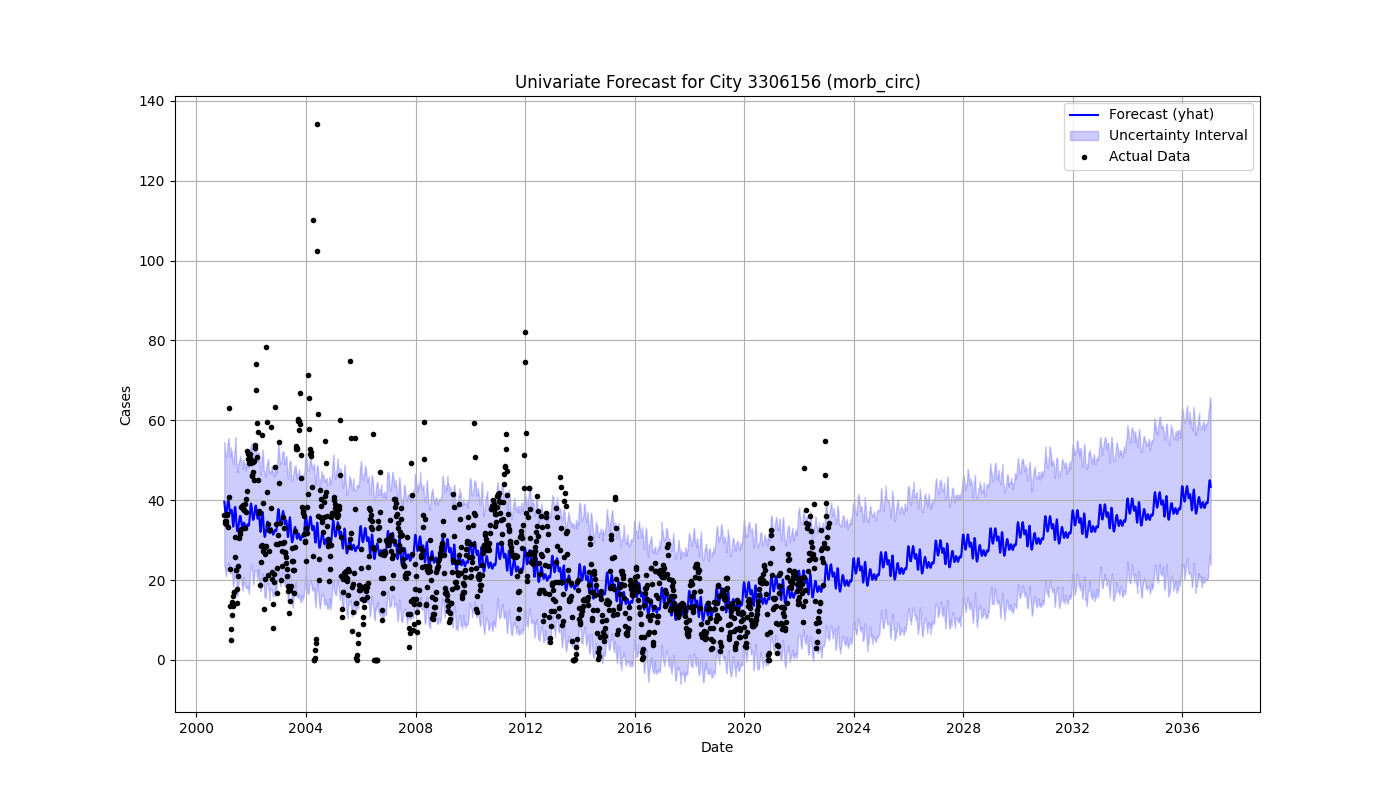 Univariate Forecast for City 3306156 (morb_circ)
Forecast (yhat)
Uncertainty Interval
Actual Data
Cases
140
120
100
80
60
40
20
0
2000 2004 2008 2012 2016 2020 2024 2028 2032 2036
Date